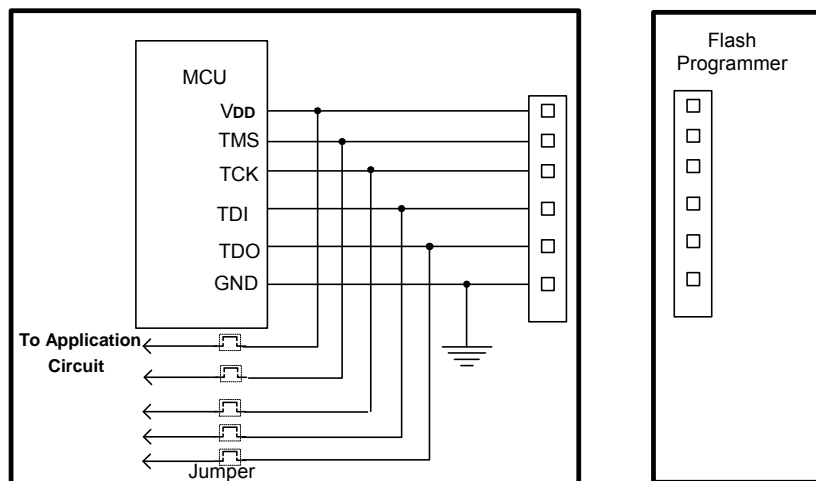 MCU
VDD
TMS
TCK
TDI
TDO
GND
To Application
Circuit
Jumper
Flash
Programmer